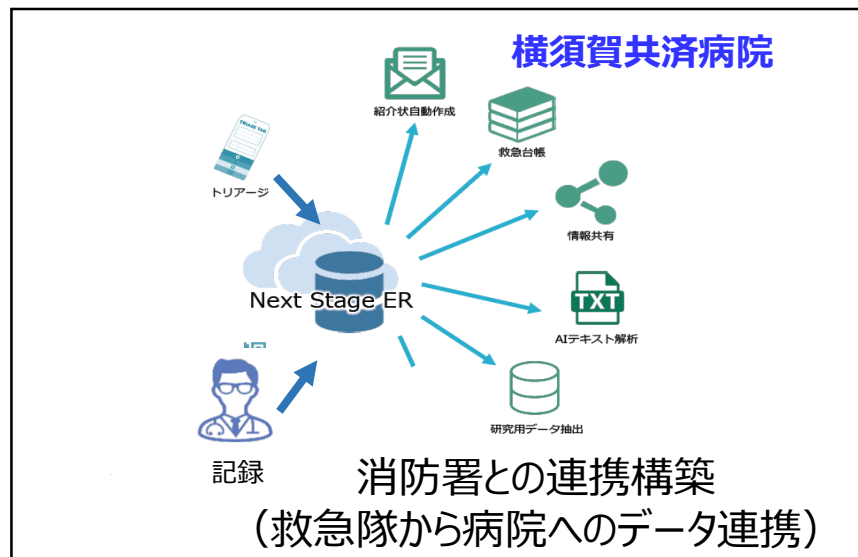 横須賀共済病院
紹介状自動作成
TRIAGE TAG
救急台帳
トリアージ
情報共有
Next Stage ER
TXT
AIテキスト解析
研究用データ抽出
記録
消防署との連携構築
(救急隊から病院へのデータ連携)